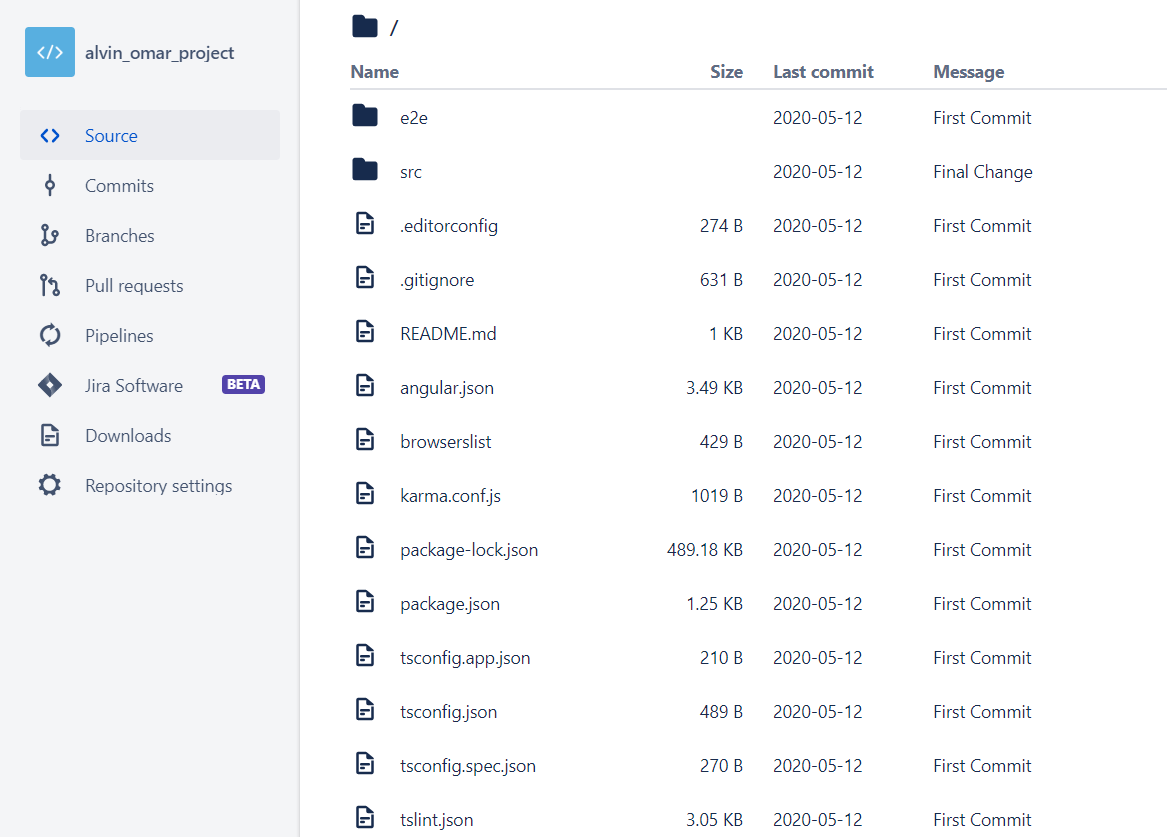 alvin_omar_project
Source
Commits
Branches
Pull requests
Pipelines
Jira Software BETA
Downloads
Repository settings
/
Name Size Last commit Message
e2e 2020-05-12 First Commit
src 2020-05-12 Final Change
.editorconfig 274 B 2020-05-12 First Commit
.gitignore 631 B 2020-05-12 First Commit
README.md 1 KB 2020-05-12 First Commit
angular.json 3.49 KB 2020-05-12 First Commit
browserslist 429 B 2020-05-12 First Commit
karma.conf.js 1019 B 2020-05-12 First Commit
package-lock.json 489.18 KB 2020-05-12 First Commit
package.json 1.25 KB 2020-05-12 First Commit
tsconfig.app.json 210 B 2020-05-12 First Commit
tsconfig.json 489 B 2020-05-12 First Commit
tsconfig.spec.json 270 B 2020-05-12 First Commit
tslint.json 3.05 KB 2020-05-12 First Commit